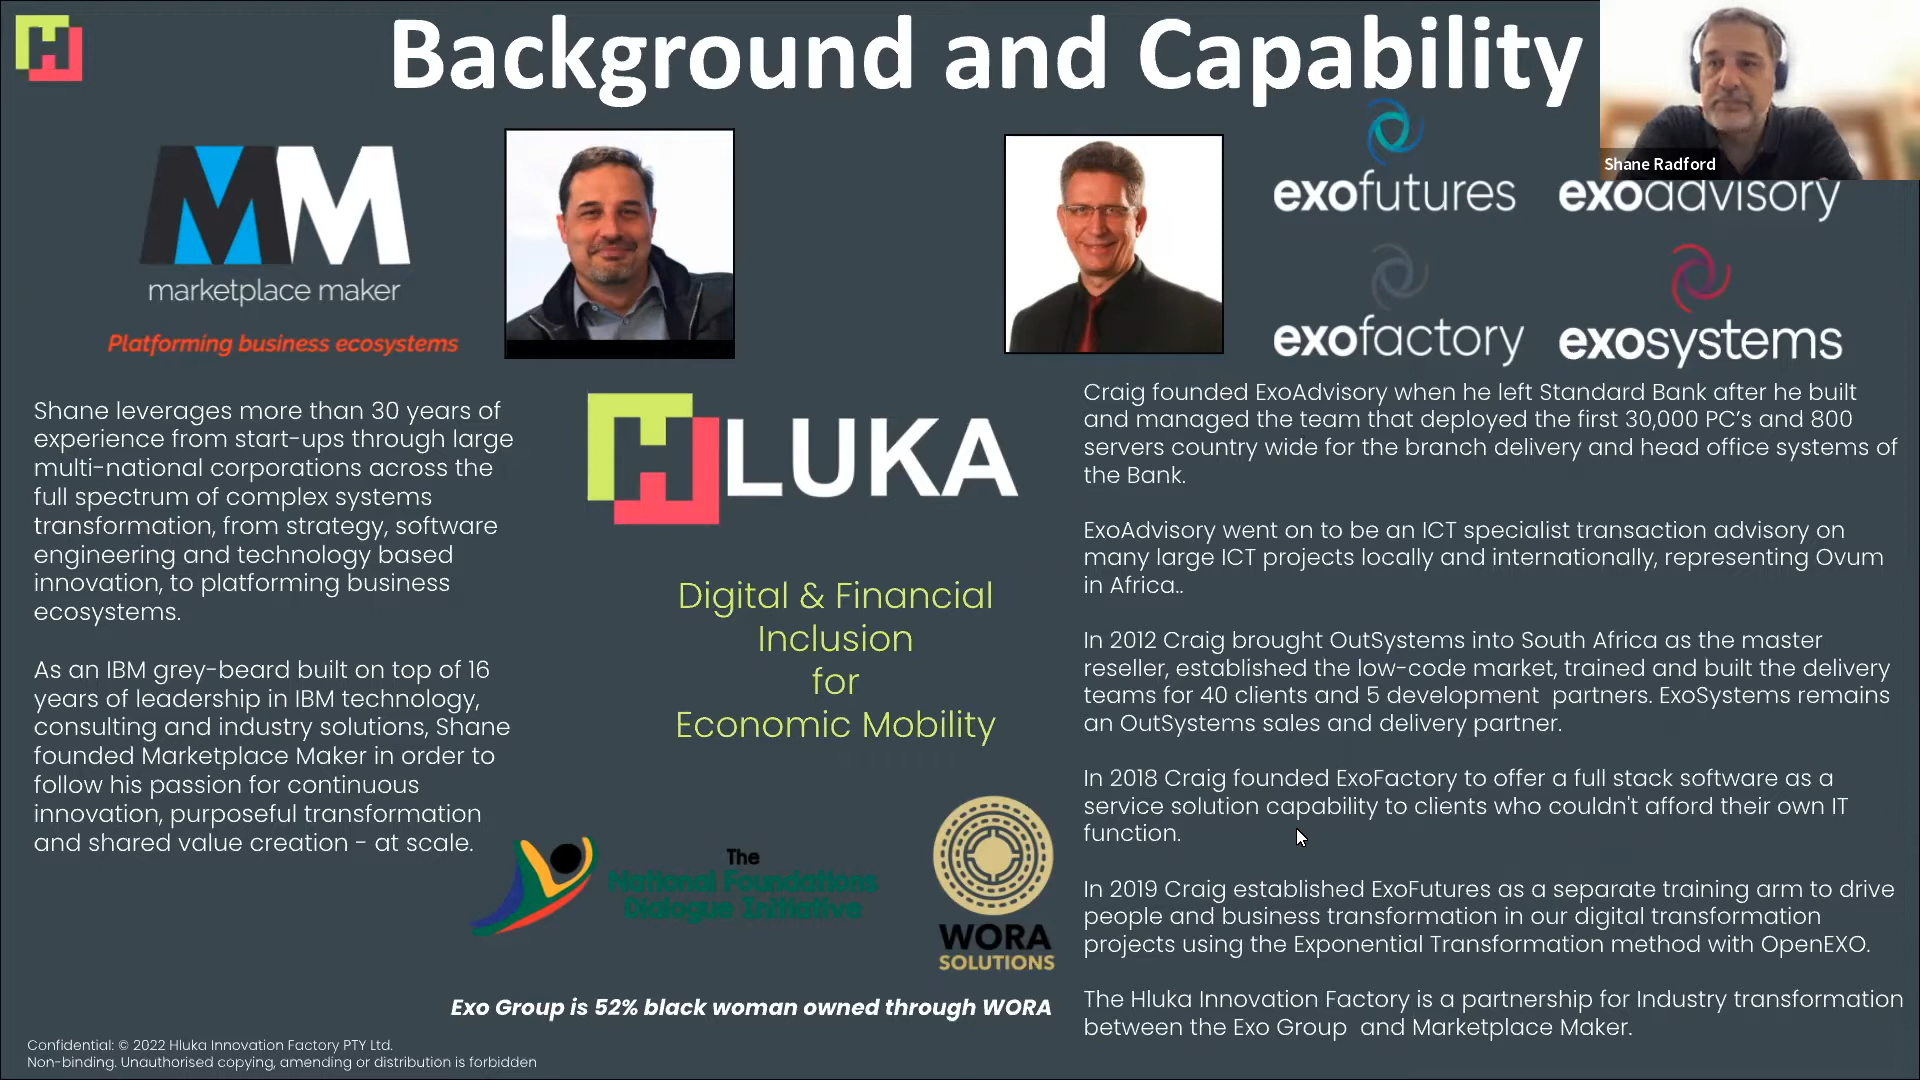 Background and Capability
Shane Radford
MM
marketplace maker
Platforming business ecosystems
exofutures
exoadvisory
exofactory
exosystems
Shane leverages more than 30 years of
experience from start-ups through large
multi-national corporations across the
full spectrum of complex systems
transformation, from strategy, software
engineering and technology based
innovation, to platforming business
ecosystems.
As an IBM grey-beard built on top of 16
years of leadership in IBM technology,
consulting and industry solutions, Shane
founded Marketplace Maker in order to
follow his passion for continuous
innovation, purposeful transformation
and shared value creation - at scale.
HLUKA
Digital & Financial
Inclusion
for
Economic Mobility
The
National Foundations
Dialogue Initiative
WORA
SOLUTIONS
Exo Group is 52% black woman owned through WORA
Craig founded ExoAdvisory when he left Standard Bank after he built
and managed the team that deployed the first 30,000 PC's and 800
servers country wide for the branch delivery and head office systems of
the Bank.
ExoAdvisory went on to be an ICT specialist transaction advisory on
many large ICT projects locally and internationally, representing Ovum
in Africa..
In 2012 Craig brought OutSystems into South Africa as the master
reseller, established the low-code market, trained and built the delivery
teams for 40 clients and 5 development  partners. ExoSystems remains
an OutSystems sales and delivery partner.
In 2018 Craig founded ExoFactory to offer a full stack software as a
service solution capability to clients who couldn't afford their own IT
function.
In 2019 Craig established ExoFutures as a separate training arm to drive
people and business transformation in our digital transformation
projects using the Exponential Transformation method with OpenEXO.
The Hluka Innovation Factory is a partnership for Industry transformation
between the Exo Group  and Marketplace Maker.
Confidential: © 2022 Hluka Innovation Factory PTY Ltd.
Non-binding. Unauthorised copying, amending or distribution is forbidden